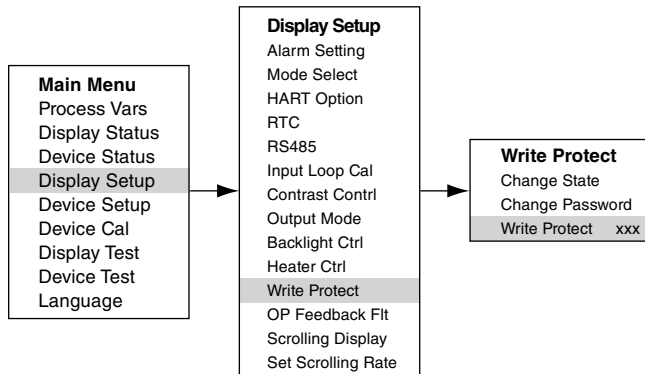 Main Menu
Process Vars
Display Status
Device Status
Display Setup
Device Setup
Device Cal
Display Test
Device Test
Language
Display Setup
Alarm Setting
Mode Select
HART Option
RTC
RS485
Input Loop Cal
Contrast Contrl
Output Mode
Backlight Ctrl
Heater Ctrl
Write Protect
OP Feedback Flt
Scrolling Display
Set Scrolling Rate
Write Protect
Change State
Change Password
Write Protect xxx